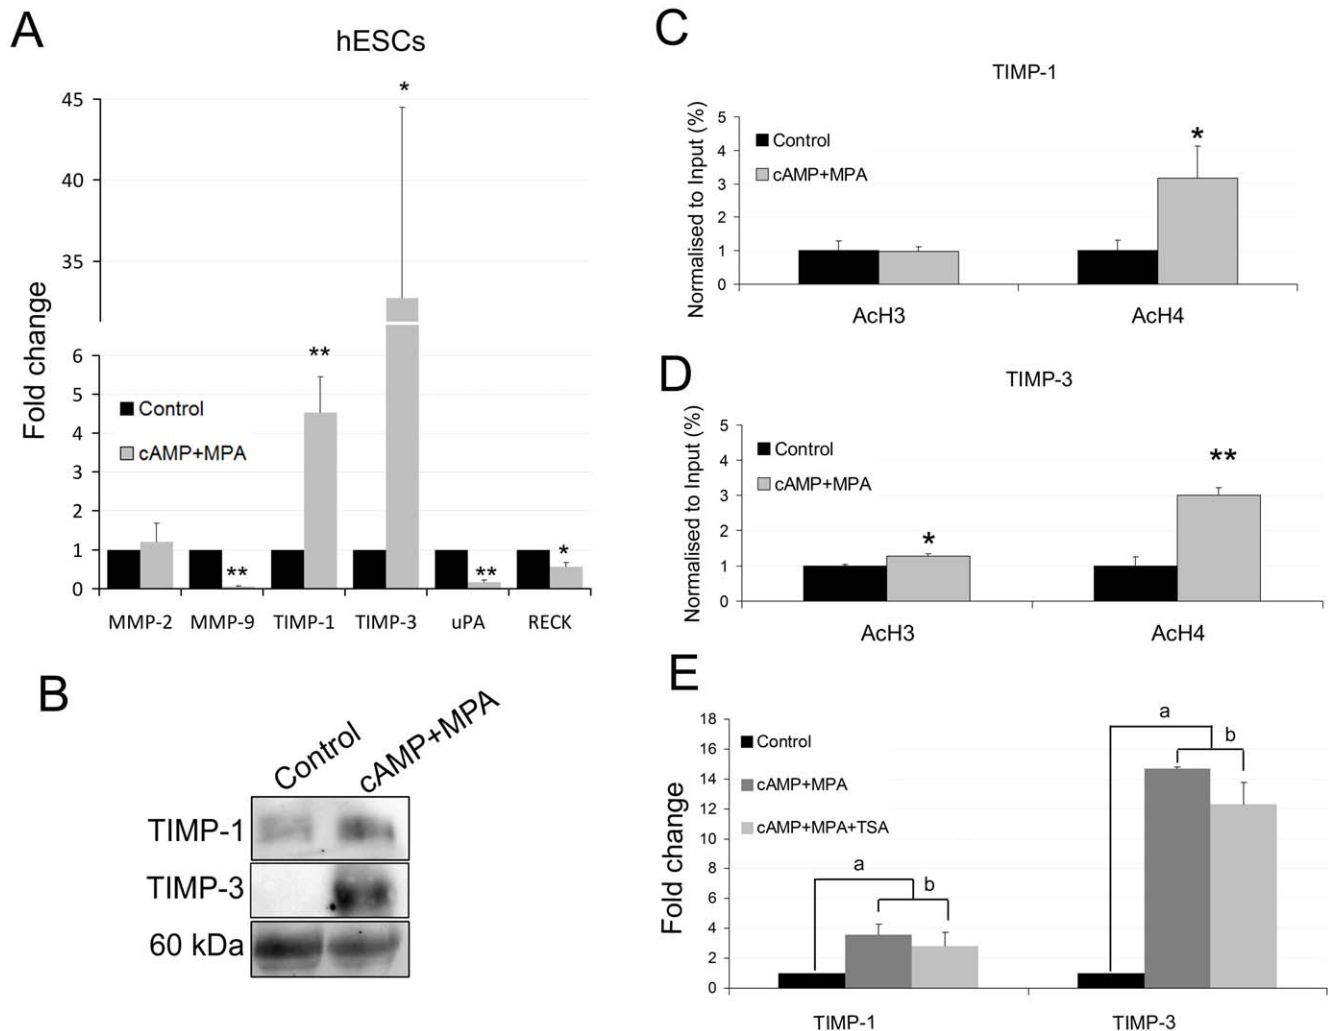 A
hESCs
*
45
40
35
**
Fold change
6
5
4
3
2
1
0
Control
cAMP+MPA
**
**
*
MMP-2 MMP-9 TIMP-1 TIMP-3 uPA RECK
B
Control
cAMP+MPA
TIMP-1
TIMP-3
60 kDa
C
TIMP-1
Normalised to Input (%)
5
4
3
2
1
0
Control
cAMP+MPA
*
AcH3 AcH4
D
TIMP-3
Normalised to Input (%)
5
4
3
2
1
0
Control
cAMP+MPA
*
**
AcH3 AcH4
E
Fold change
18
16
14
12
10
8
6
4
2
0
Control
cAMP+MPA
cAMP+MPA+TSA
a
b
a
b
TIMP-1 TIMP-3